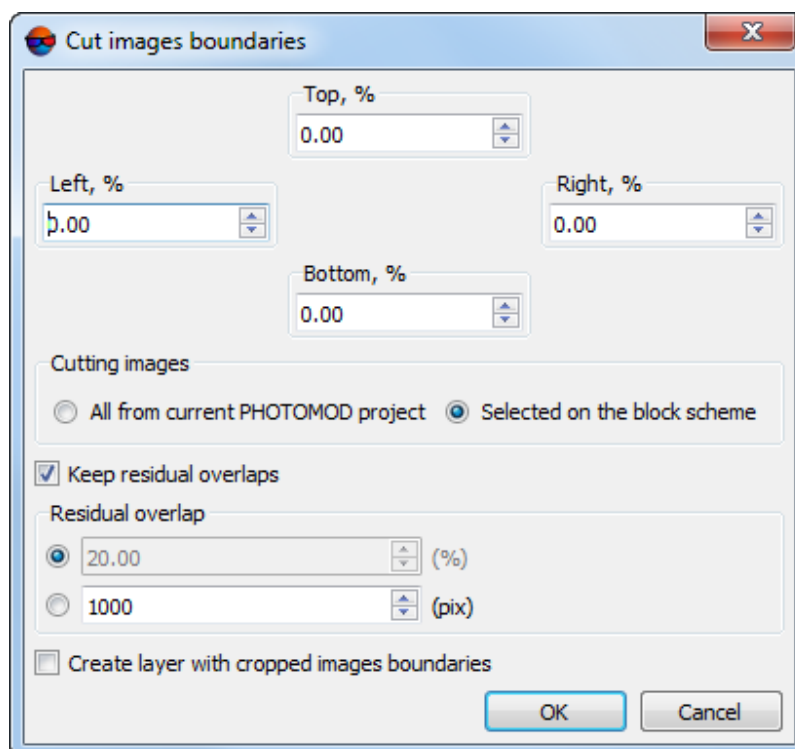 Cut images boundaries
Top, %
0.00
Left, %
Right, %
0.00
0.00
Bottom, %
0.00
Cutting images
All from current PHOTOMOD project
Selected on the block scheme
Keep residual overlaps
Residual overlap
20.00 (%)
1000 (pix)
Create layer with cropped images boundaries
OK
Cancel